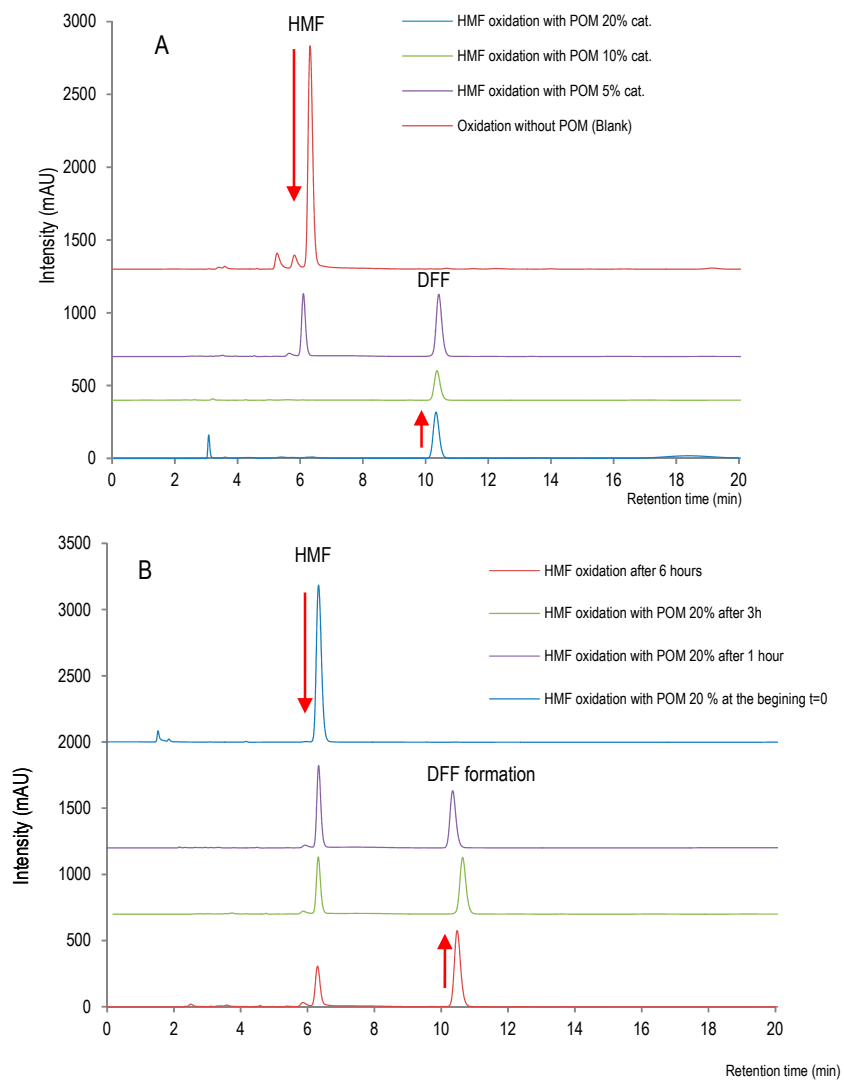 A
HMF
HMF oxidation with POM 20% cat.
HMF oxidation with POM 10% cat.
HMF oxidation with POM 5% cat.
Oxidation without POM (Blank)
DFF
Intensity (mAU)
3000
2500
2000
1500
1000
500
0
0 2 4 6 8 10 12 14 16 18 20
Retention time (min)
B
HMF
HMF oxidation after 6 hours
HMF oxidation with POM 20% after 3h
HMF oxidation with POM 20% after 1 hour
HMF oxidation with POM 20 % at the begining t=0
DFF formation
Intensity (mAU)
3500
3000
2500
2000
1500
1000
500
0
0 2 4 6 8 10 12 14 16 18 20
Retention time (min)